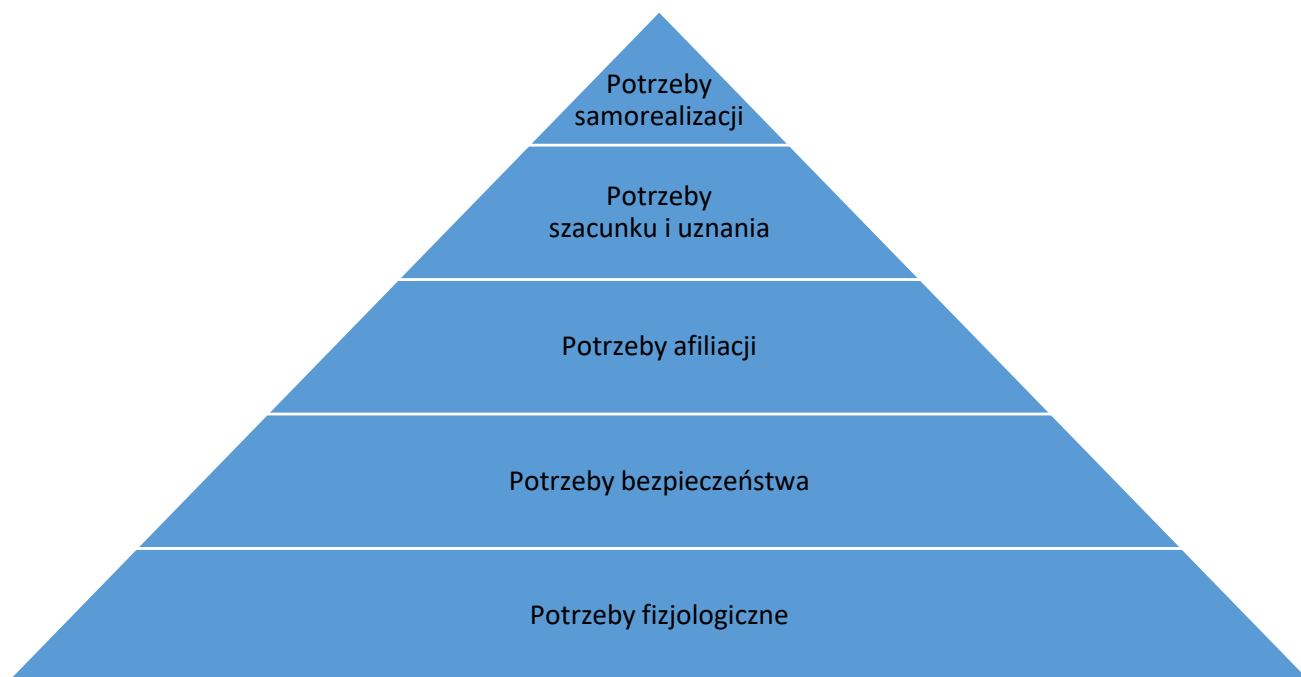 Potrzeby
samorealizacji
Potrzeby
szacunku i uznania
Potrzeby afiliacji
Potrzeby bezpieczeństwa
Potrzeby fizjologiczne